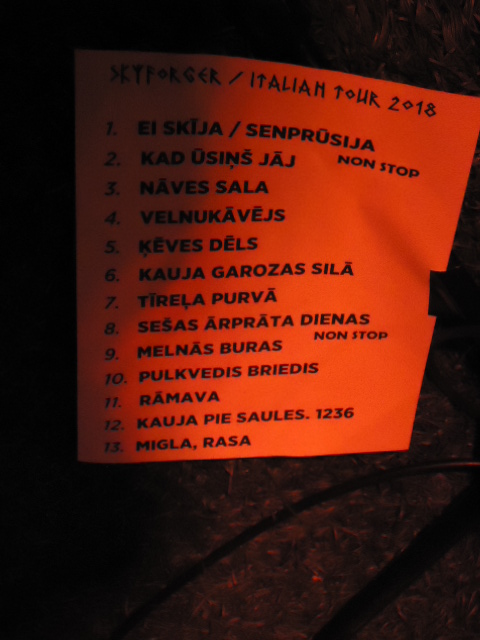 SKYFORGER / ITALIAN TOUR 2018
1. EI SKĪJA / SENPRŪSIJA
2. KAD ŪSIŅŠ JĀJ NON STOP
3. NĀVES SALA
4. VELNUKĀVĒJS
5. ĶĒVES DĒLS
6. KAUJA GAROZAS SILĀ
7. TĪREĻA PURVĀ
8. SEŠAS ĀRPRĀTA DIENAS
NON STOP
9. MELNĀS BURAS
10. PULKVEDIS BRIEDIS
11. RĀMAVA
12. KAUJA PIE SAULES. 1236
13. MIGLA, RASA